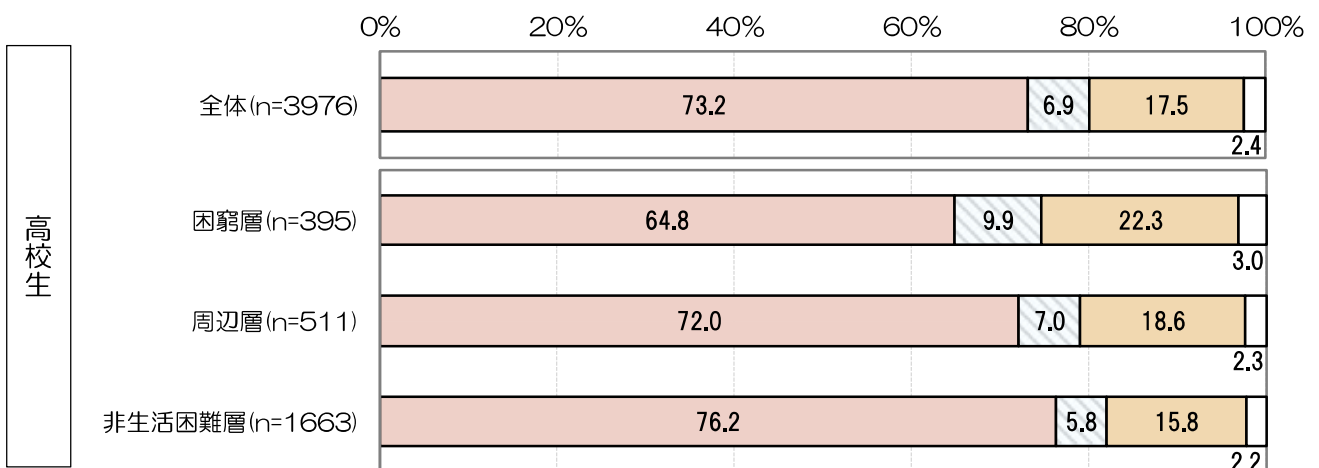 0% 20% 40% 60% 80% 100%
高校生
全体(n=3976) 73.2 6.9 17.5 2.4
困窮層(n=395) 64.8 9.9 22.3 3.0
周辺層(n=511) 72.0 7.0 18.6 2.3
非生活困難層(n=1663) 76.2 5.8 15.8 2.2